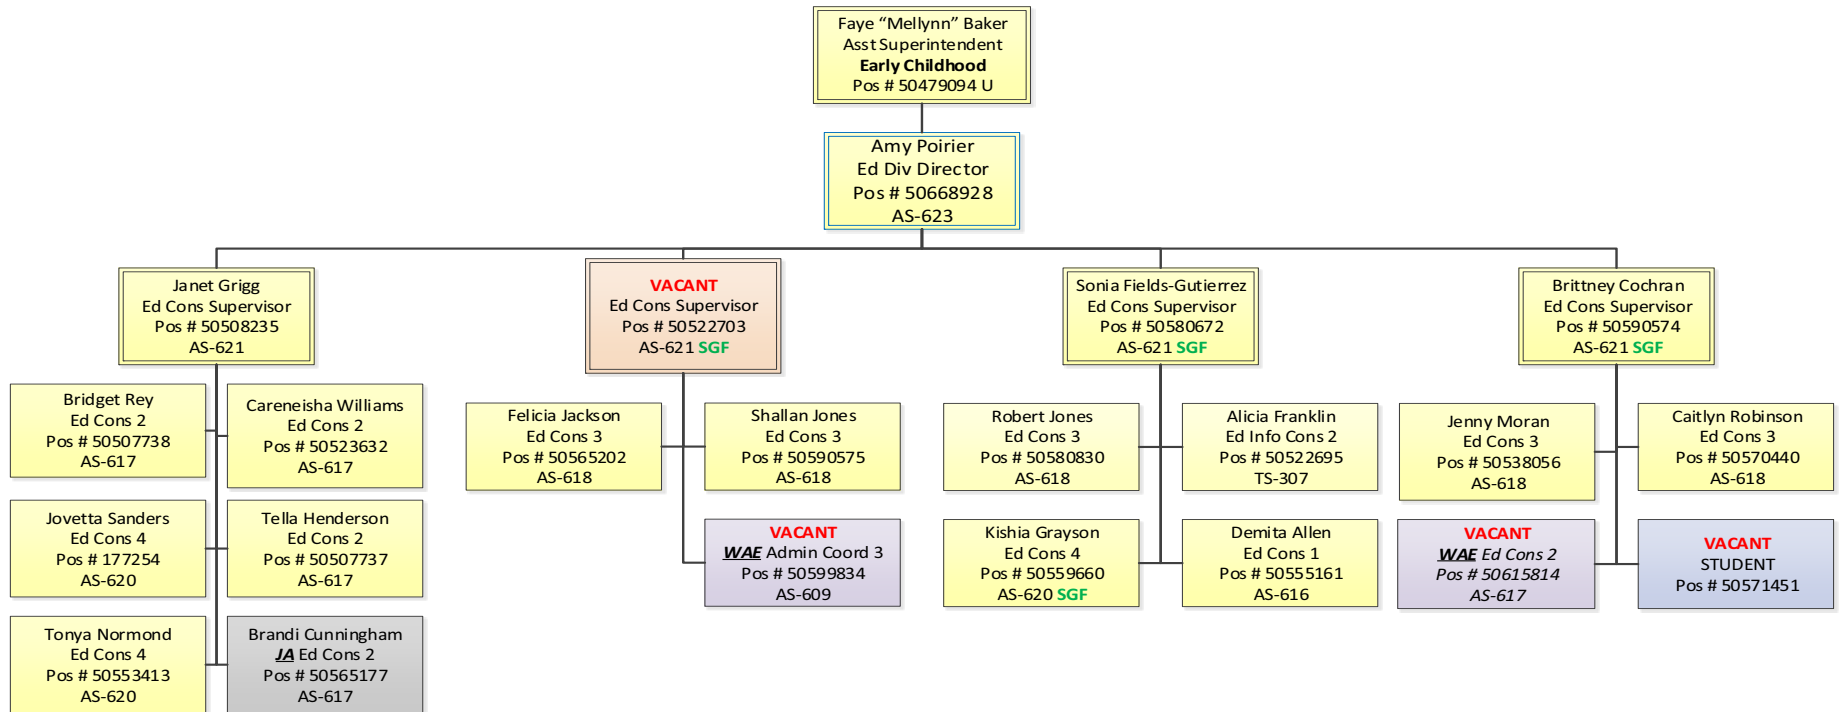 Faye “Mellynn” Baker
Asst Superintendent
Early Childhood
Pos # 50479094 U
Amy Poirier
Ed Div Director
Pos # 50668928
AS-623
Janet Grigg
Ed Cons Supervisor
Pos # 50508235
AS-621
VACANT
Ed Cons Supervisor
Pos # 50522703
AS-621 SGF
Sonia Fields-Gutierrez
Ed Cons Supervisor
Pos # 50580672
AS-621 SGF
Brittney Cochran
Ed Cons Supervisor
Pos # 50590574
AS-621 SGF
Bridget Rey
Ed Cons 2
Pos # 50507738
AS-617
Careneisha Williams
Ed Cons 2
Pos # 50523632
AS-617
Felicia Jackson
Ed Cons 3
Pos # 50565202
AS-618
Shallan Jones
Ed Cons 3
Pos # 50590575
AS-618
Robert Jones
Ed Cons 3
Pos # 50580830
AS-618
Alicia Franklin
Ed Info Cons 2
Pos # 50522695
TS-307
Jenny Moran
Ed Cons 3
Pos # 50538056
AS-618
Caitlyn Robinson
Ed Cons 3
Pos # 50570440
AS-618
Jovetta Sanders
Ed Cons 4
Pos # 177254
AS-620
Tella Henderson
Ed Cons 2
Pos # 50507737
AS-617
VACANT
WAE Admin Coord 3
Pos # 50599834
AS-609
Kishia Grayson
Ed Cons 4
Pos # 50559660
AS-620 SGF
Demita Allen
Ed Cons 1
Pos # 50555161
AS-616
VACANT
WAE Ed Cons 2
Pos # 50615814
AS-617
VACANT
STUDENT
Pos # 50571451
Tonya Normond
Ed Cons 4
Pos # 50553413
AS-620
Brandi Cunningham
JA Ed Cons 2
Pos # 50565177
AS-617